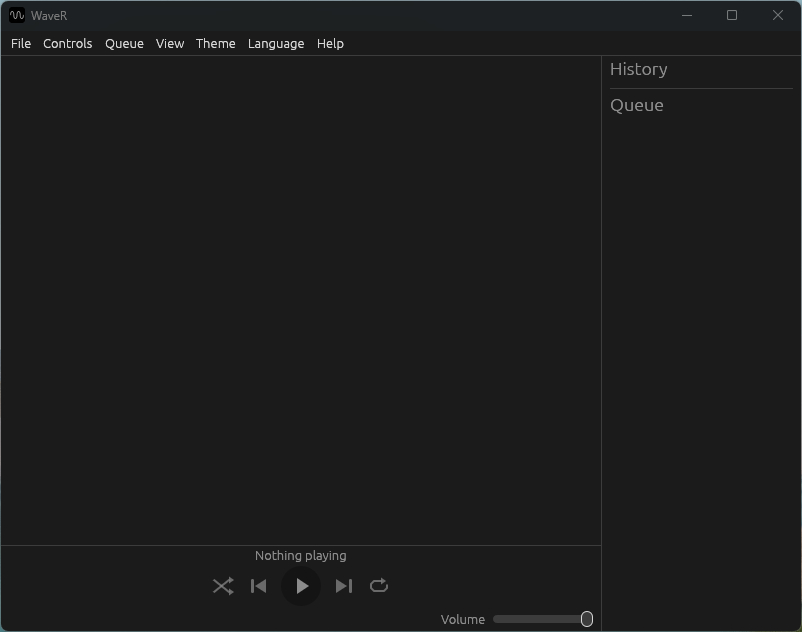 WaveR
File Controls Queue View Theme Language Help
History
Queue
Nothing playing
Volume